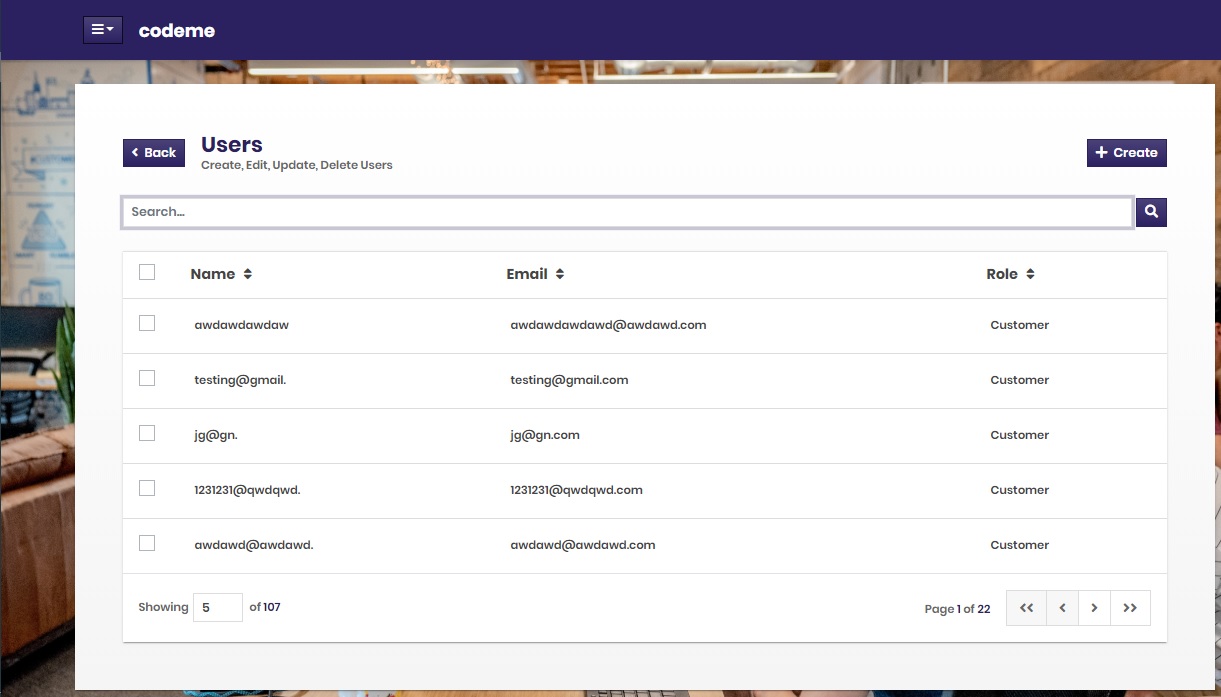 codeme
Back
Users
Create, Edit, Update, Delete Users
Create
Search...
Name Email Role
awdawdawdaw awdawdawdawd@awdawd.com Customer
testing@gmail. testing@gmail.com Customer
jg@gn. jg@gn.com Customer
1231231@qwdqwd. 1231231@qwdqwd.com Customer
awdawd@awdawd. awdawd@awdawd.com Customer
Showing 5 of 107 Page 1 of 22